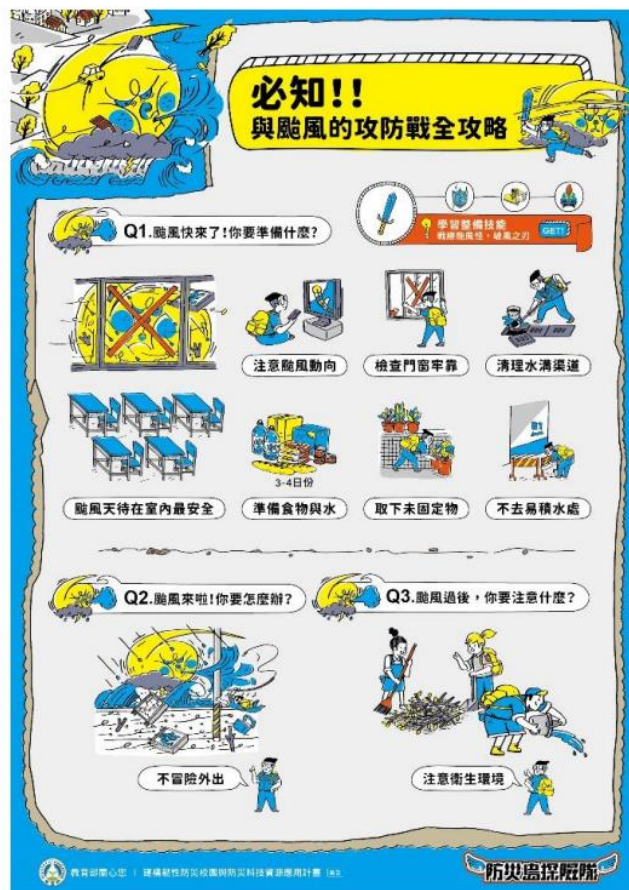 必知!!
與颱風的攻防戰全攻略
學習整備技能
GET!
Q1.颱風快來了!你要準備什麼?
注意颱風動向
檢查門窗牢靠
清理水溝渠道
3-4日份
颱風天待在室內最安全
準備食物與水
取下未固定物
不去易積水處
Q2.颱風來啦!你要怎麼辦?
Q3.颱風過後,你要注意什麼?
不冒險外出
注意衛生環境
教育部關心您 | 建構韌性防災校園與防災科技資源應用計畫
防災島探險隊